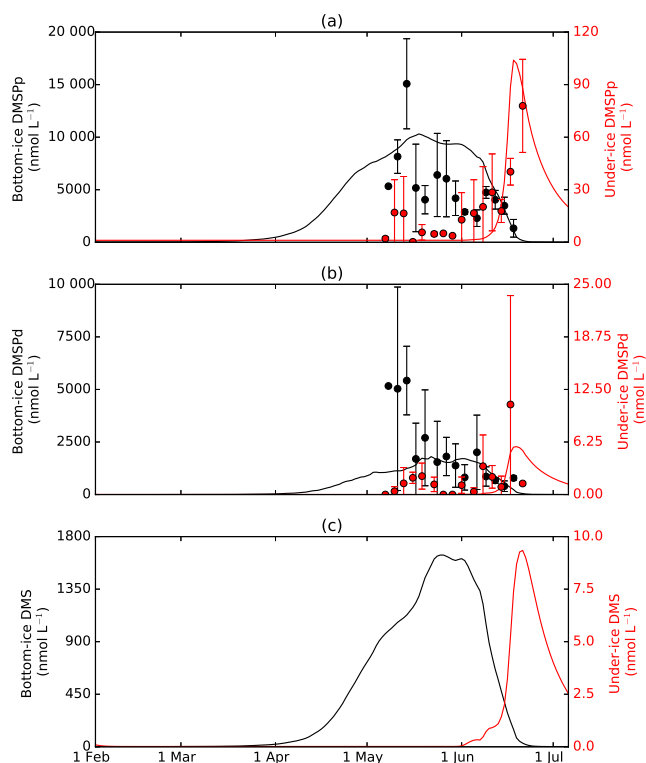 (a)
20 000
15 000
10 000
5000
0
Bottom-ice DMSPp
(nmol L⁻¹)
120
90
60
30
0
Under-ice DMSPp
(nmol L⁻¹)
(b)
10 000
7500
5000
2500
0
Bottom-ice DMSPd
(nmol L⁻¹)
25.00
18.75
12.50
6.25
0.00
Under-ice DMSPd
(nmol L⁻¹)
(c)
1800
1350
900
450
0
Bottom-ice DMS
(nmol L⁻¹)
10.0
7.5
5.0
2.5
0.0
Under-ice DMS
(nmol L⁻¹)
1 Feb 1 Mar 1 Apr 1 May 1 Jun 1 Jul